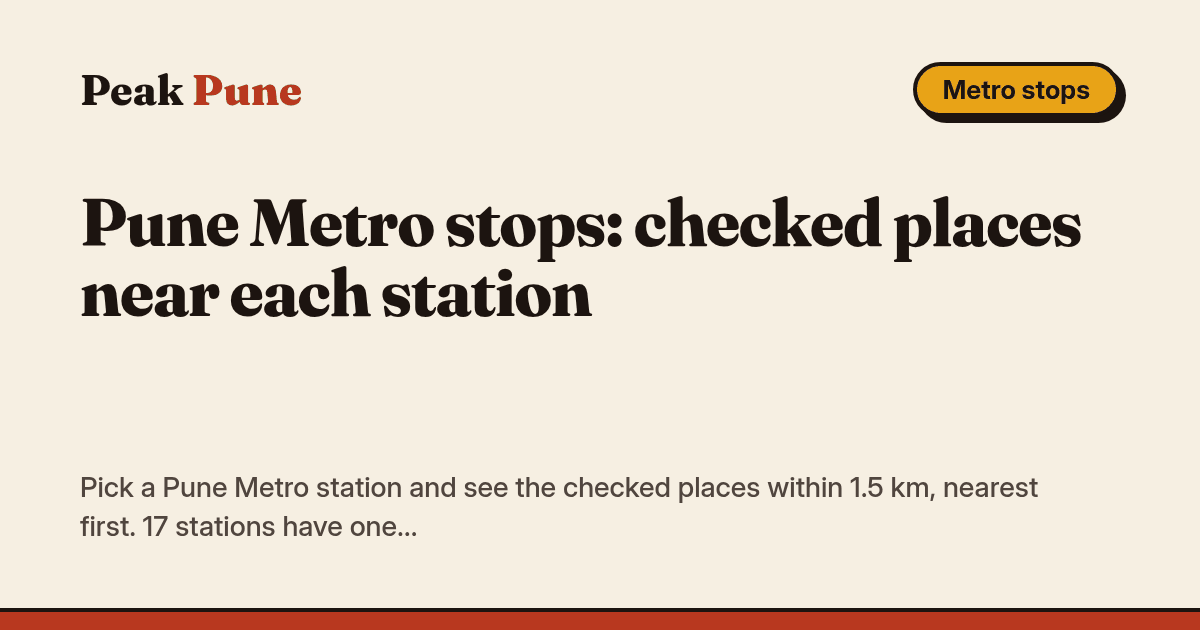 Peak Pune
Metro stops
Pune Metro stops: checked places
near each station
Pick a Pune Metro station and see the checked places within 1.5 km, nearest
first. 17 stations have one...